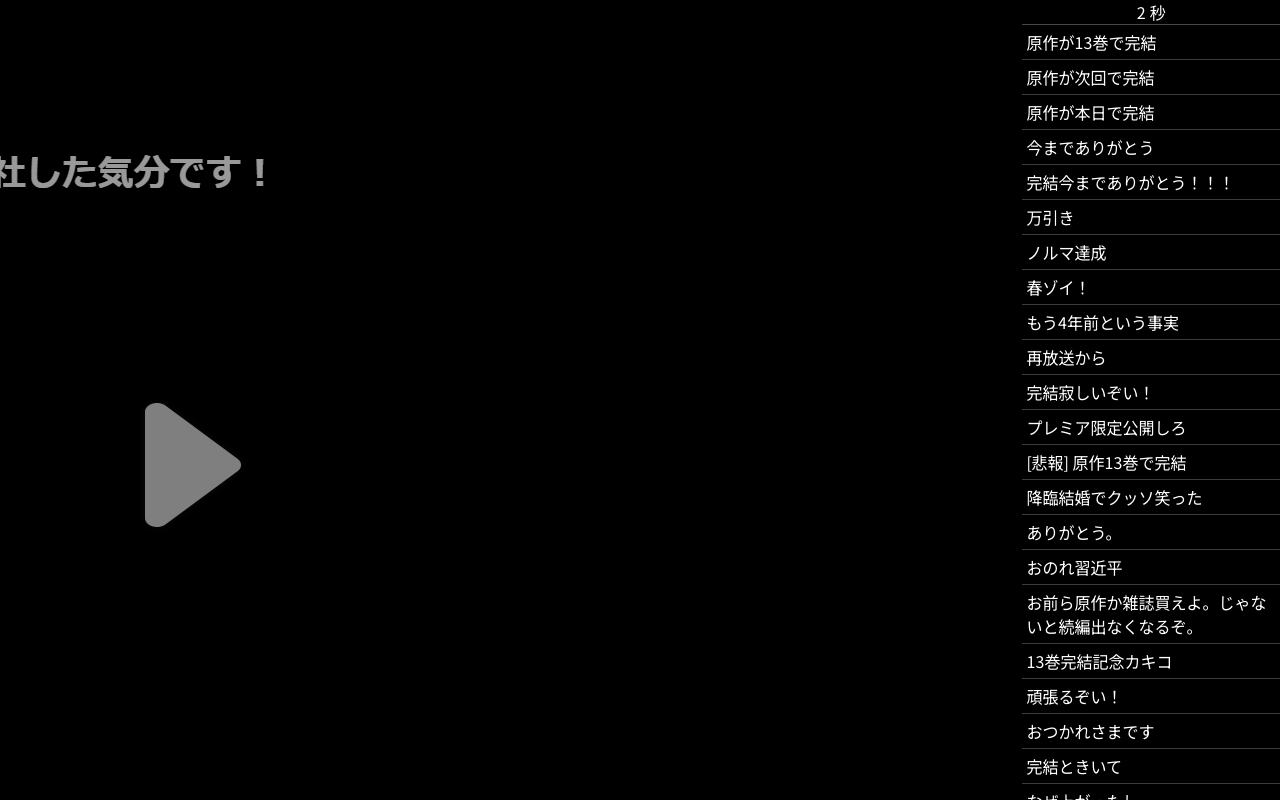 社した気分です！
2 秒
原作が13巻で完結
原作が次回で完結
原作が本日で完結
今までありがとう
完結今までありがとう！！！
万引き
ノルマ達成
春ゾイ！
もう4年前という事実
再放送から
完結寂しいぞい！
プレミア限定公開しろ
[悲報] 原作13巻で完結
降臨結婚でクッソ笑った
ありがとう。
おのれ習近平
お前ら原作か雑誌買えよ。じゃな
いと続編出なくなるぞ。
13巻完結記念カキコ
頑張るぞい！
おつかれさまです
完結ときいて